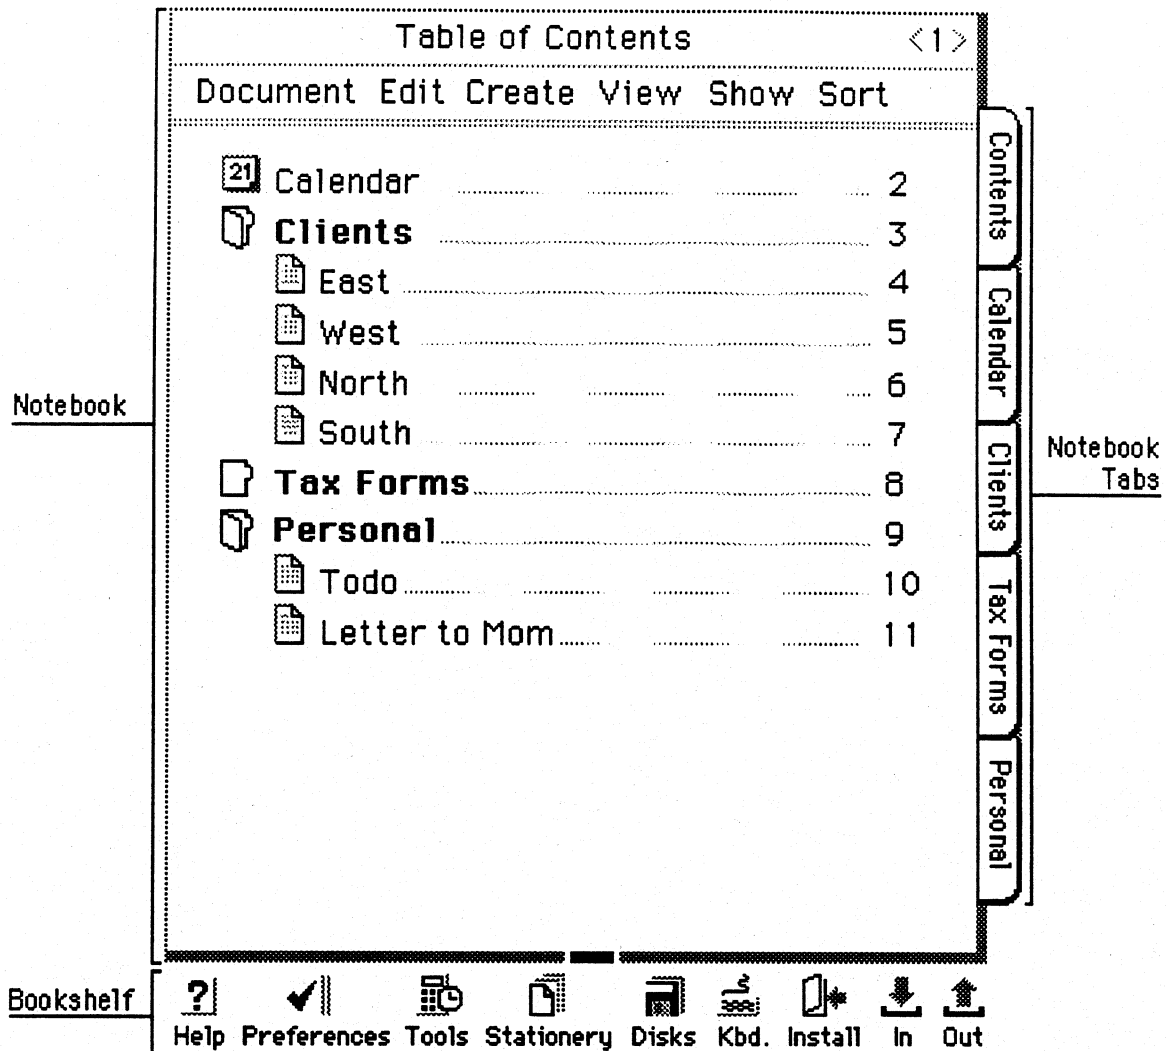 Table of Contents <1>
Document Edit Create View Show Sort
21 Calendar 2
Clients 3
East 4
West 5
North 6
South 7
Tax Forms 8
Personal 9
Todo 10
Letter to Mom 11
Contents
Calendar
Clients
Tax Forms
Personal
Notebook
Notebook
Tabs
Bookshelf
? Help Preferences Tools Stationery Disks Kbd. Install In Out